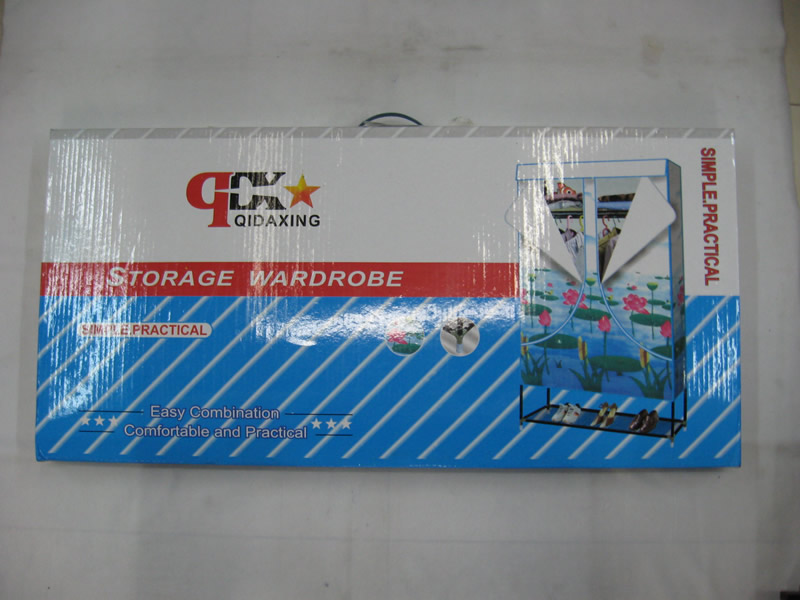 QDX
QIDAXING
STORAGE WARDROBE
SIMPLE.PRACTICAL
Easy Combination
Comfortable and Practical
SIMPLE.PRACTICAL